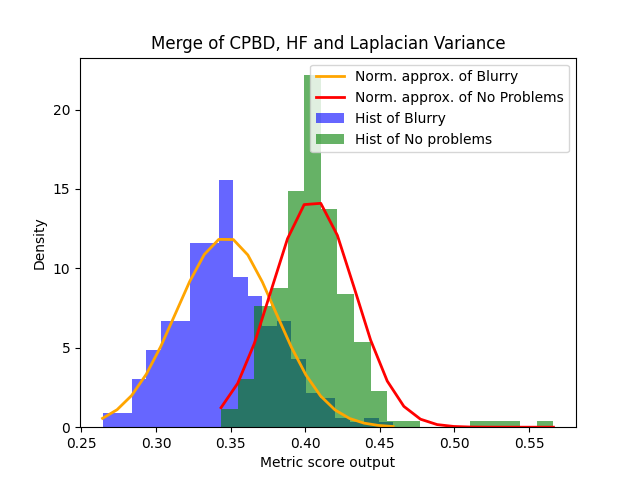 Merge of CPBD, HF and Laplacian Variance
Norm. approx. of Blurry
Norm. approx. of No Problems
Hist of Blurry
Hist of No problems
Density
20
15
10
5
0
0.25 0.30 0.35 0.40 0.45 0.50 0.55
Metric score output